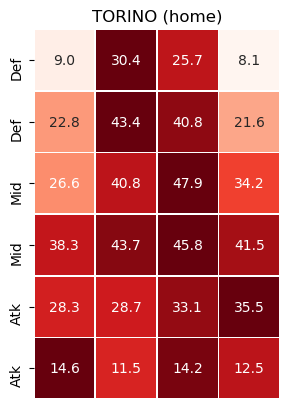 TORINO (home)
Def 9.0 30.4 25.7 8.1
Def 22.8 43.4 40.8 21.6
Mid 26.6 40.8 47.9 34.2
Mid 38.3 43.7 45.8 41.5
Atk 28.3 28.7 33.1 35.5
Atk 14.6 11.5 14.2 12.5